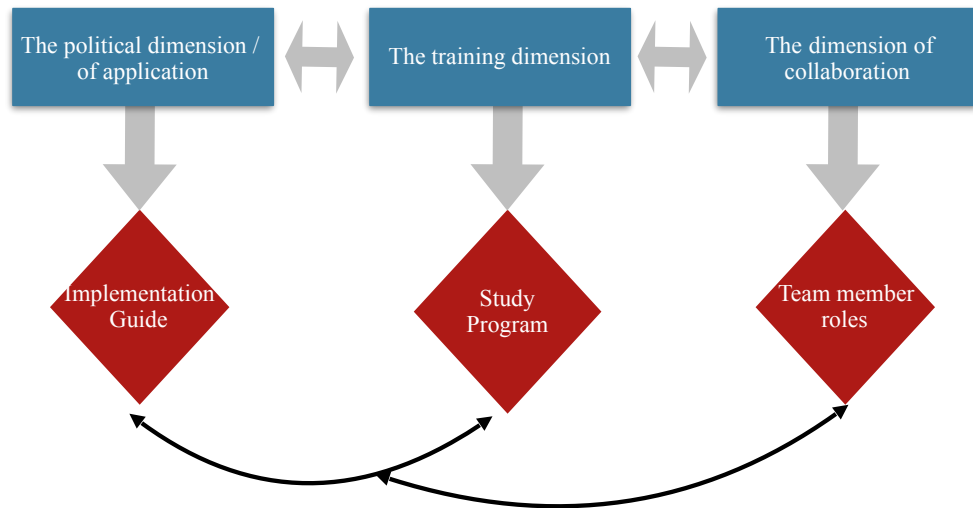 The political dimension /
of application
The training dimension
The dimension of
collaboration
Implementation
Guide
Study
Program
Team member
roles